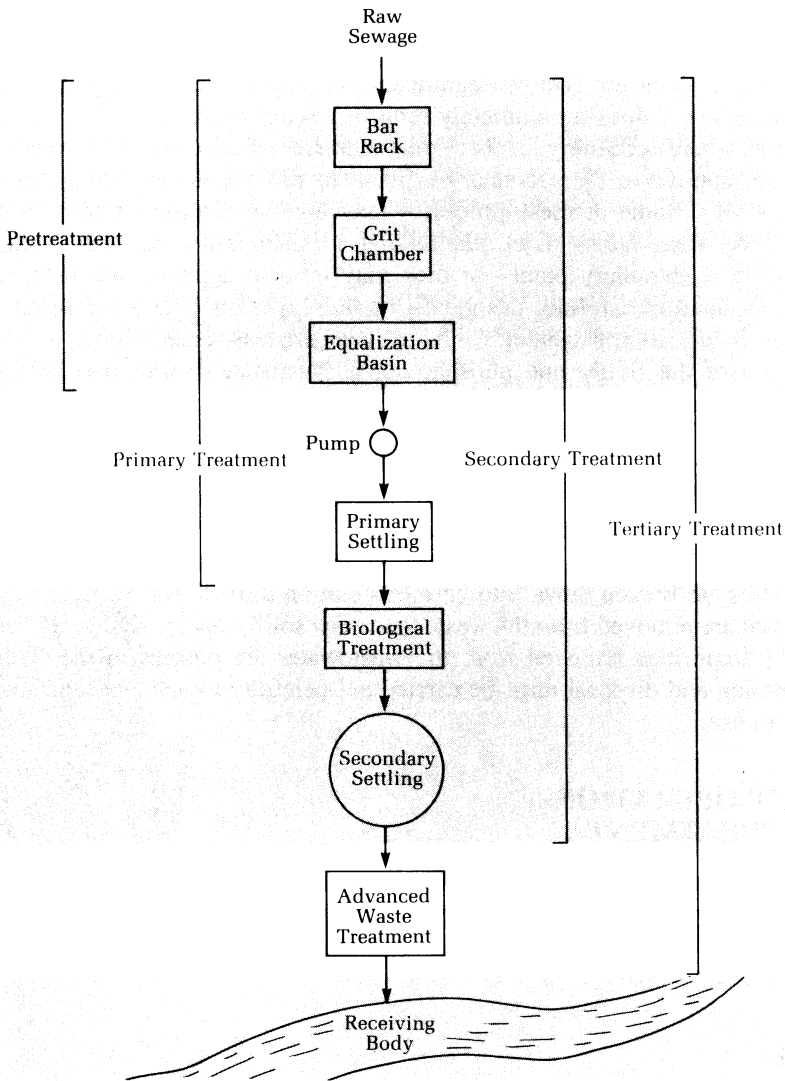 Raw
Sewage
Bar
Rack
Grit
Chamber
Pretreatment
Equalization
Basin
Pump
Primary Treatment
Secondary Treatment
Primary
Settling
Tertiary Treatment
Biological
Treatment
Secondary
Settling
Advanced
Waste
Treatment
Receiving
Body